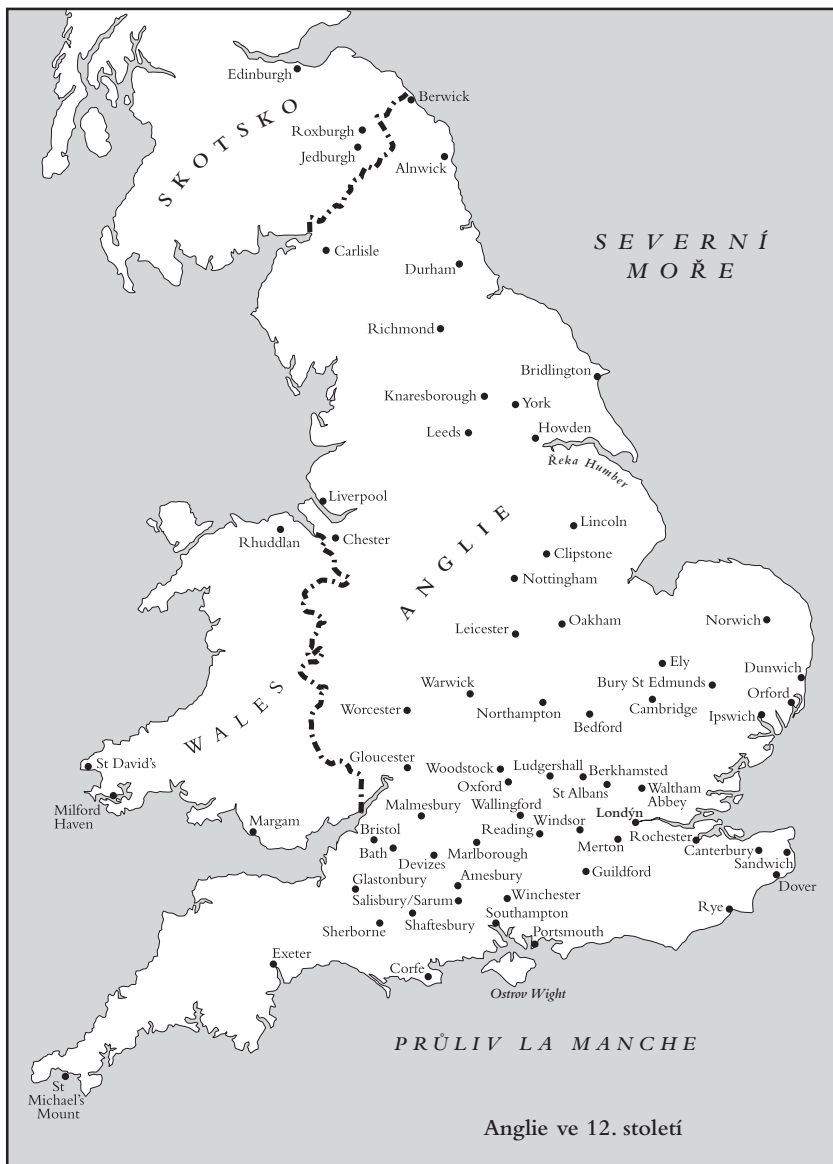 Edinburgh
Berwick
SKOTSKO
Roxburgh
Jedburgh
Alnwick
SEVERNÍ
MOŘE
Carlisle
Durham
Richmond
Bridlington
Knaresborough
York
Leeds
Howden
Řeka Humber
Liverpool
Lincoln
Rhuddlan
Chester
ANGLIE
Clipstone
Nottingham
Leicester
Oakham
Norwich
Ely
Dunwich
Warwick
Bury St Edmunds
Orford
WALES
Worcester
Northampton
Cambridge
Bedford
Ipswich
St David's
Gloucester
Woodstock
Ludgershall
Berkhamsted
Oxford
St Albans
Waltham
Abbey
Milford
Haven
Malmesbury
Wallingford
Londýn
Margam
Bristol
Reading
Windsor
Rochester
Bath
Marlborough
Merton
Canterbury
Devizes
Sandwich
Glastonbury
Amesbury
Guildford
Dover
Salisbury/Sarum
Winchester
Rye
Shaftesbury
Southampton
Sherborne
Portsmouth
Exeter
Corfe
Ostrov Wight
PRŮLIV LA MANCHE
St
Michael's
Mount
Anglie ve 12. století